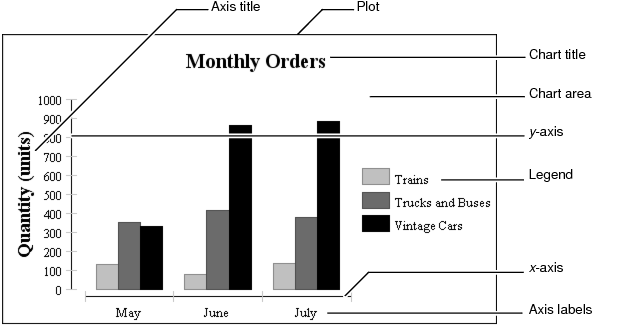 Axis title
Plot
Monthly Orders
Chart title
Chart area
y-axis
Legend
x-axis
Axis labels
Quantity (units)
1000
900
800
700
600
500
400
300
200
100
0
Trains
Trucks and Buses
Vintage Cars
May June July